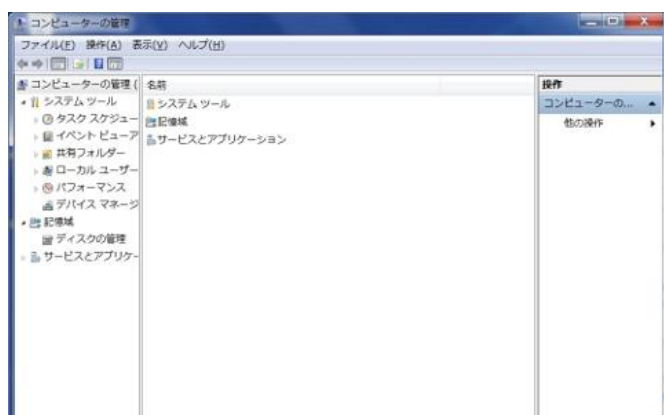 コンピューターの管理
ファイル(F) 操作(A) 表示(V) ヘルプ(H)
コンピューターの管理 (
システム ツール
タスク スケジュー
イベント ビューア
共有フォルダー
ローカル ユーザー
パフォーマンス
デバイス マネージ
記憶域
ディスクの管理
サービスとアプリケー
名前
システム ツール
記憶域
サービスとアプリケーション
操作
コンピューターの...
他の操作